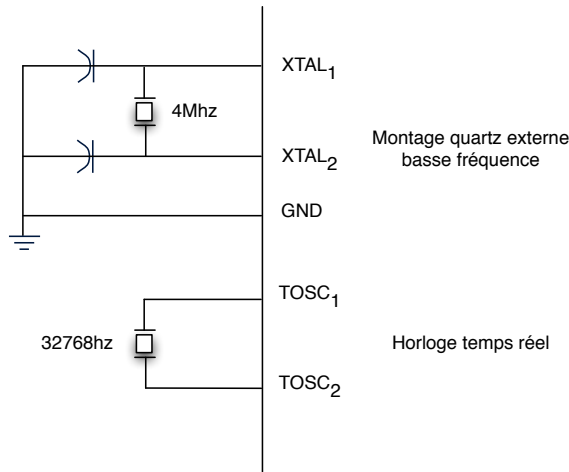 XTAL1
4Mhz
XTAL2
Montage quartz externe
basse fréquence
GND
TOSC1
32768hz
Horloge temps réel
TOSC2